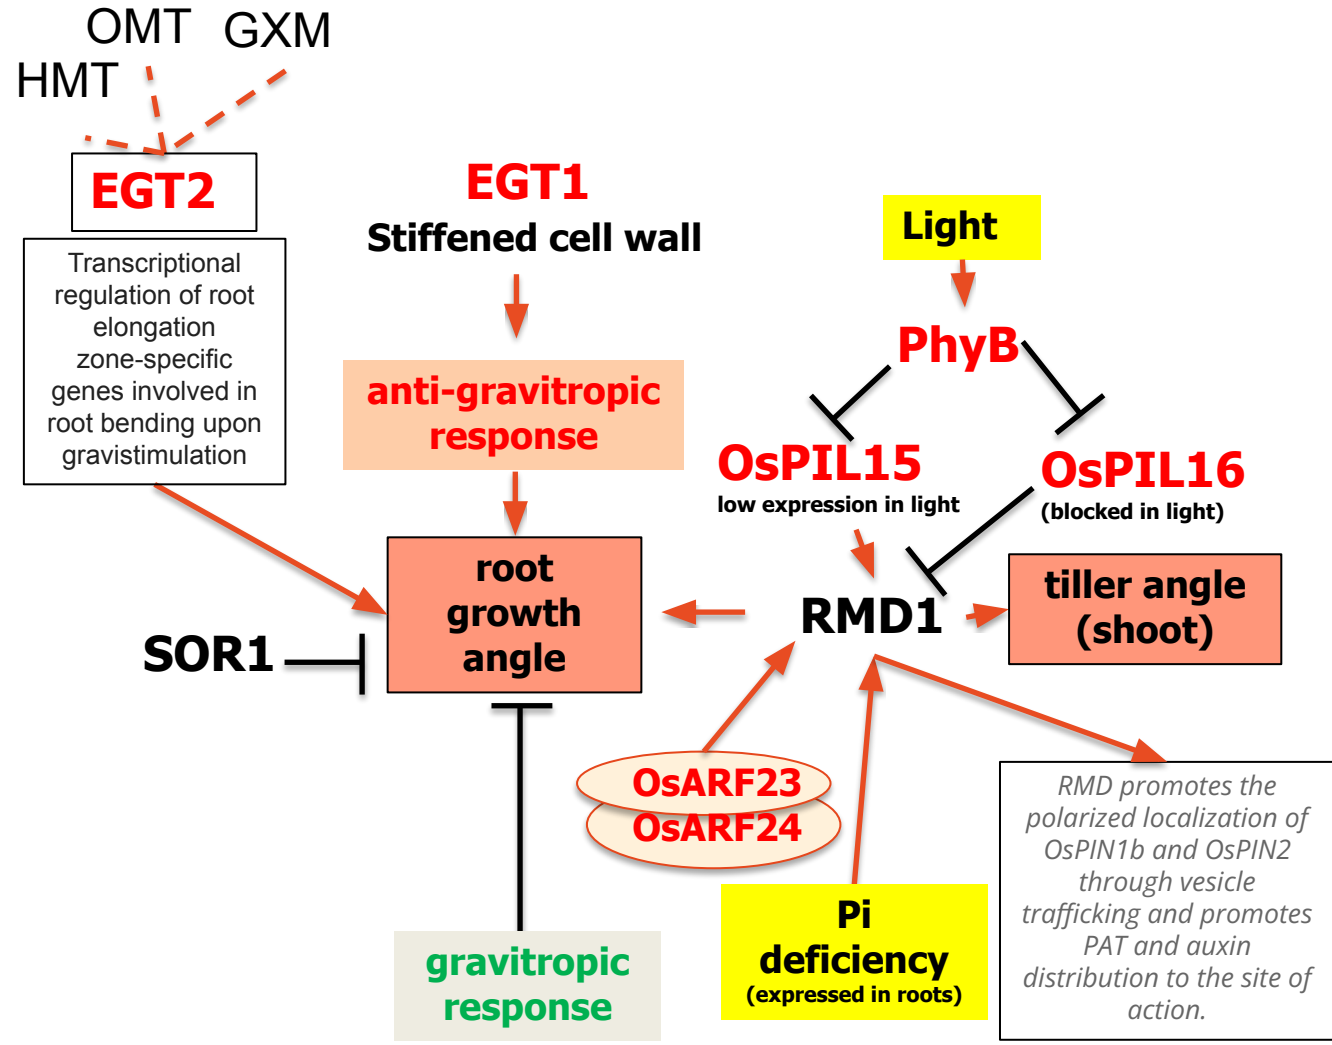 OMT
GXM
HMT
EGT2
Transcriptional
regulation of root
elongation
zone-specific
genes involved in
root bending upon
gravistimulation
EGT1
Stiffened cell wall
anti-gravitropic
response
root
growth
angle
SOR1
gravitropic
response
Light
PhyB
OsPIL15
low expression in light
OsPIL16
(blocked in light)
RMD1
tiller angle
(shoot)
OsARF23
OsARF24
Pi
deficiency
(expressed in roots)
RMD promotes the
polarized localization of
OsPIN1b and OsPIN2
through vesicle
trafficking and promotes
PAT and auxin
distribution to the site of
action.